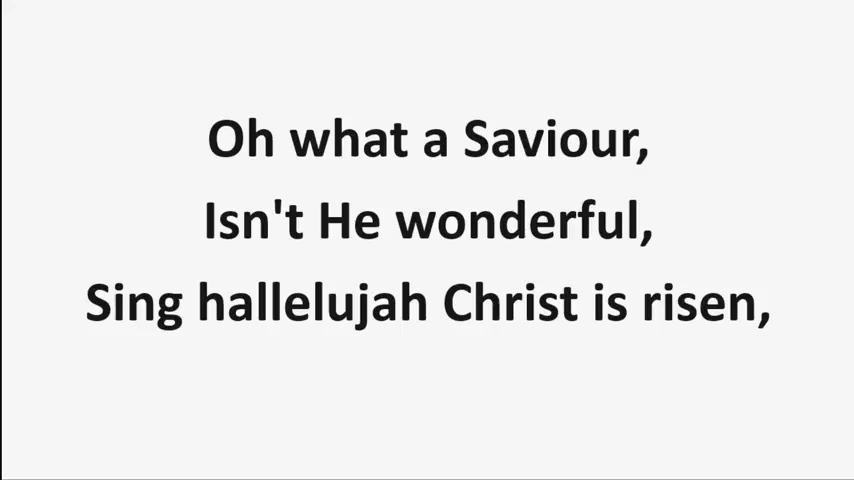 Oh what a Saviour,
Isn't He wonderful,
Sing hallelujah Christ is risen,